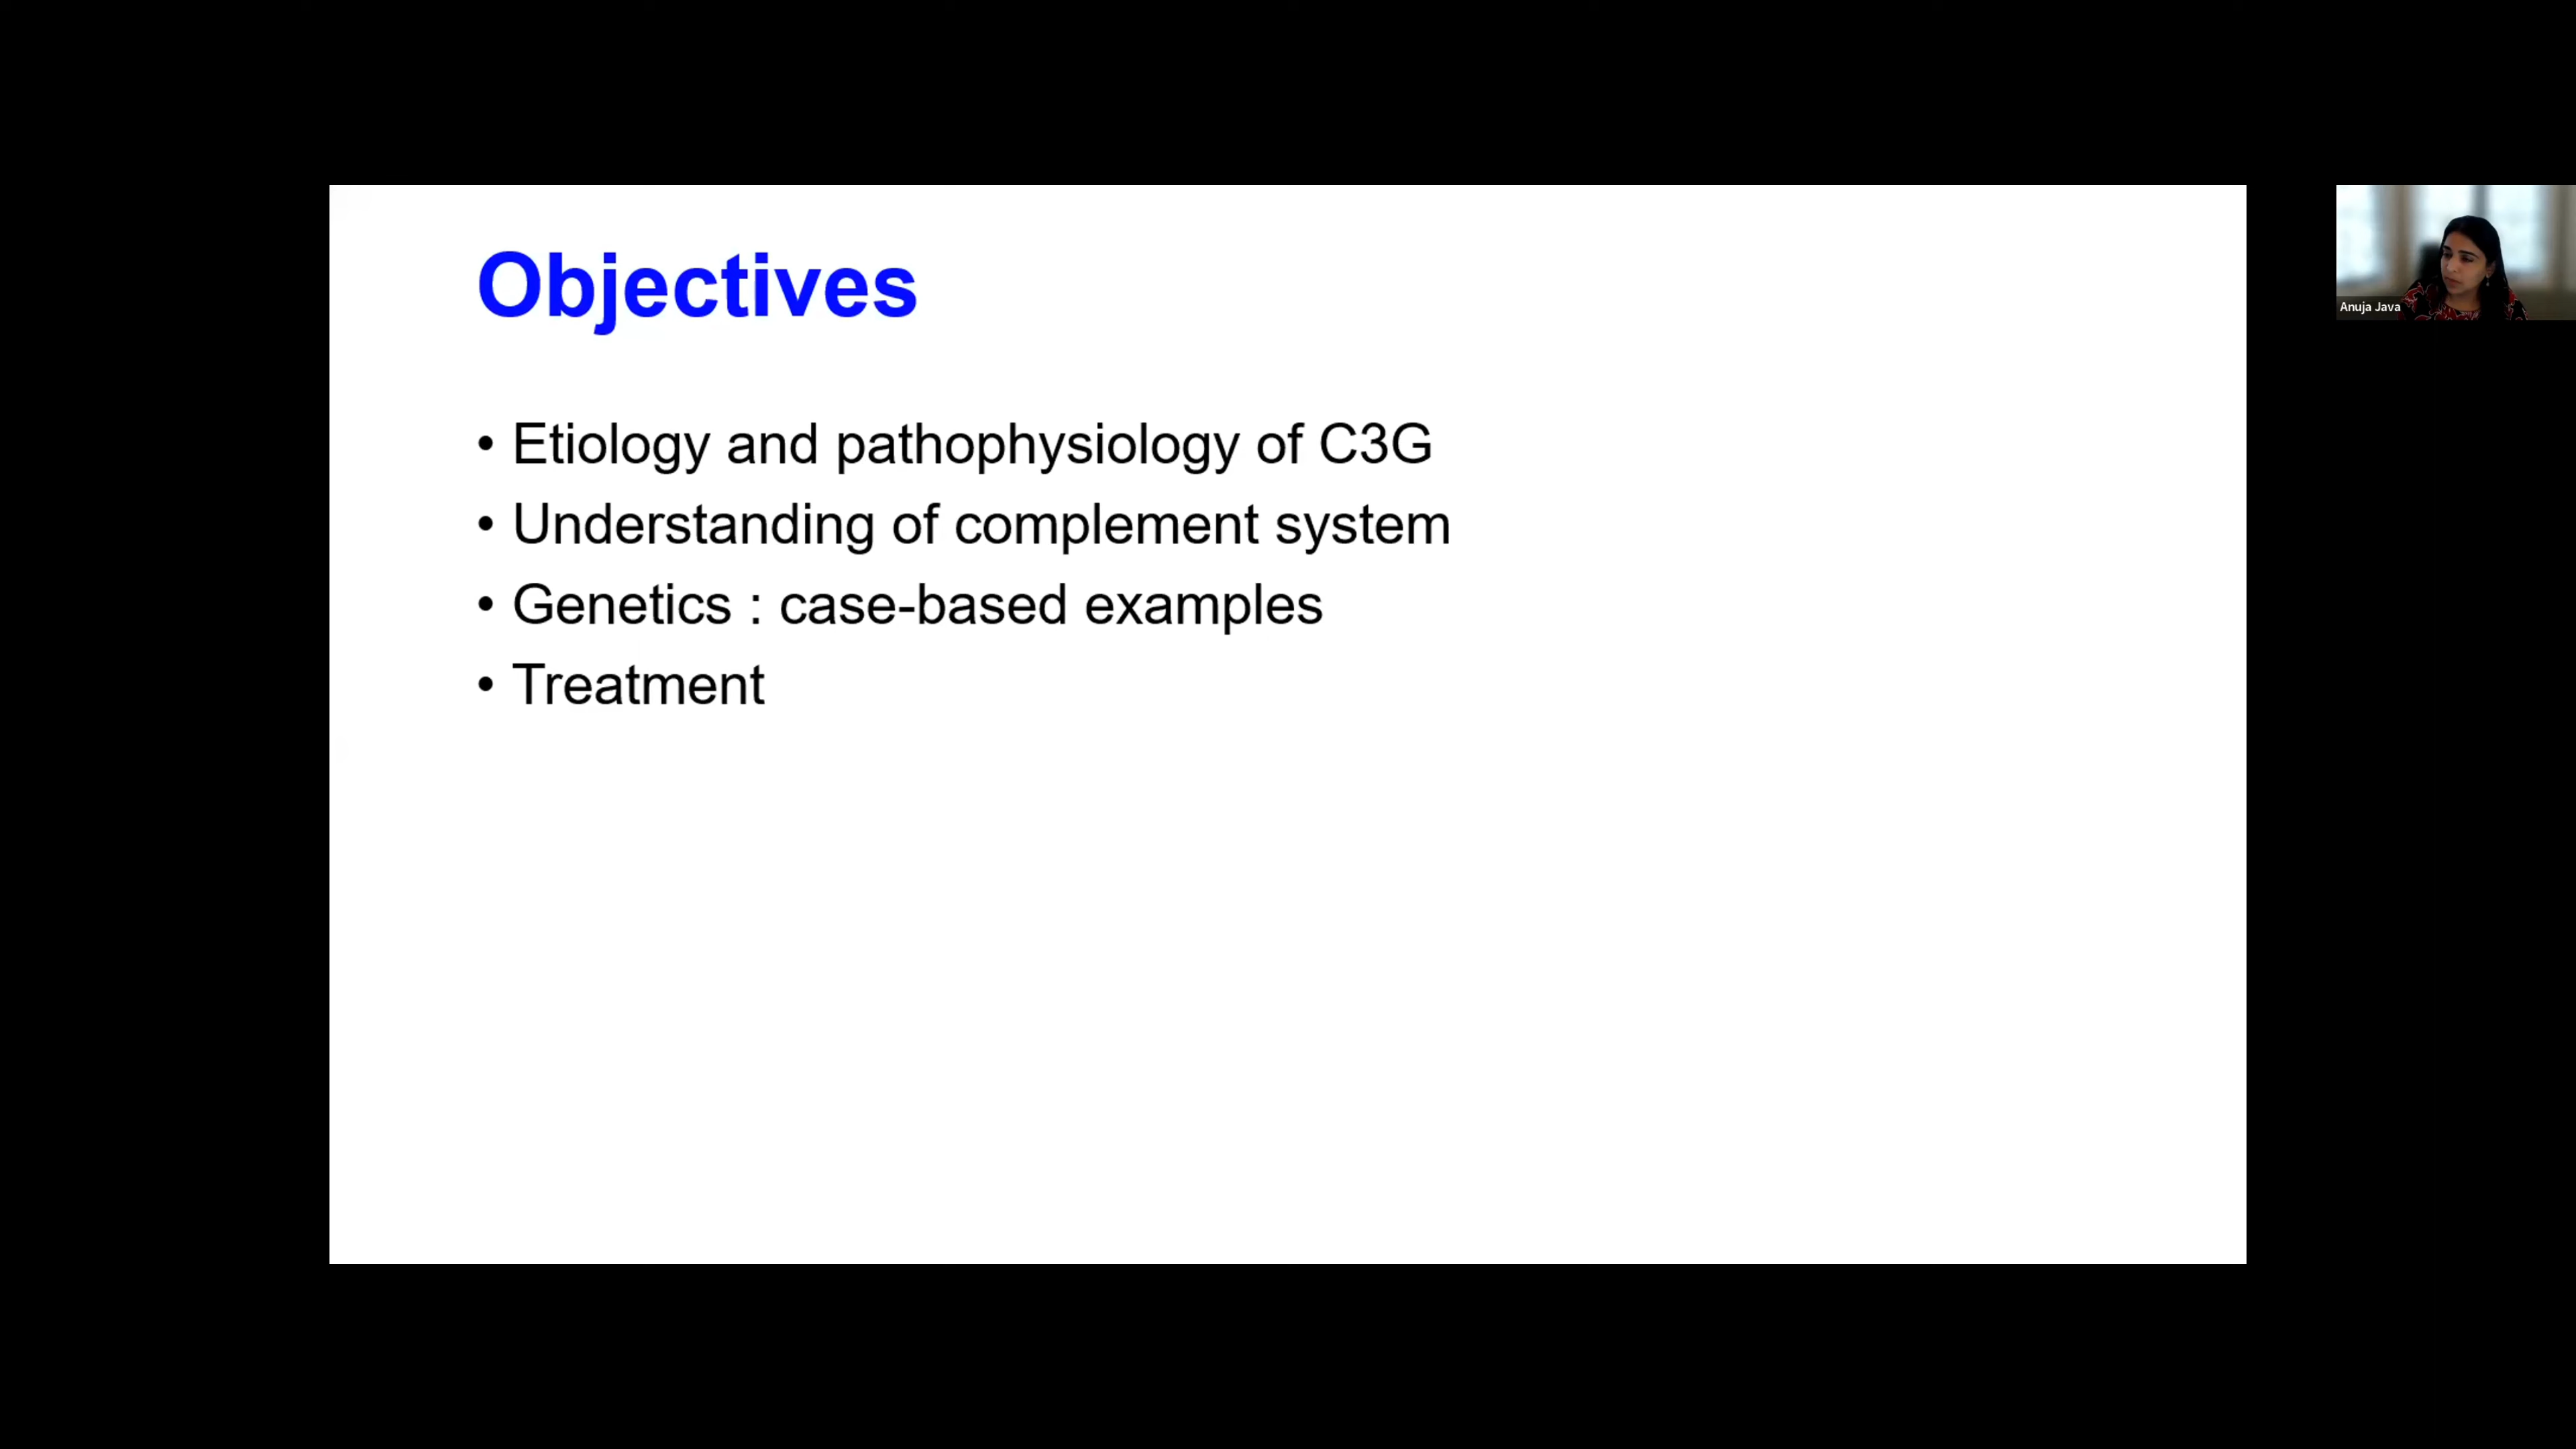 Objectives
• Etiology and pathophysiology of C3G
• Understanding of complement system
• Genetics : case-based examples
• Treatment
Anuja Java